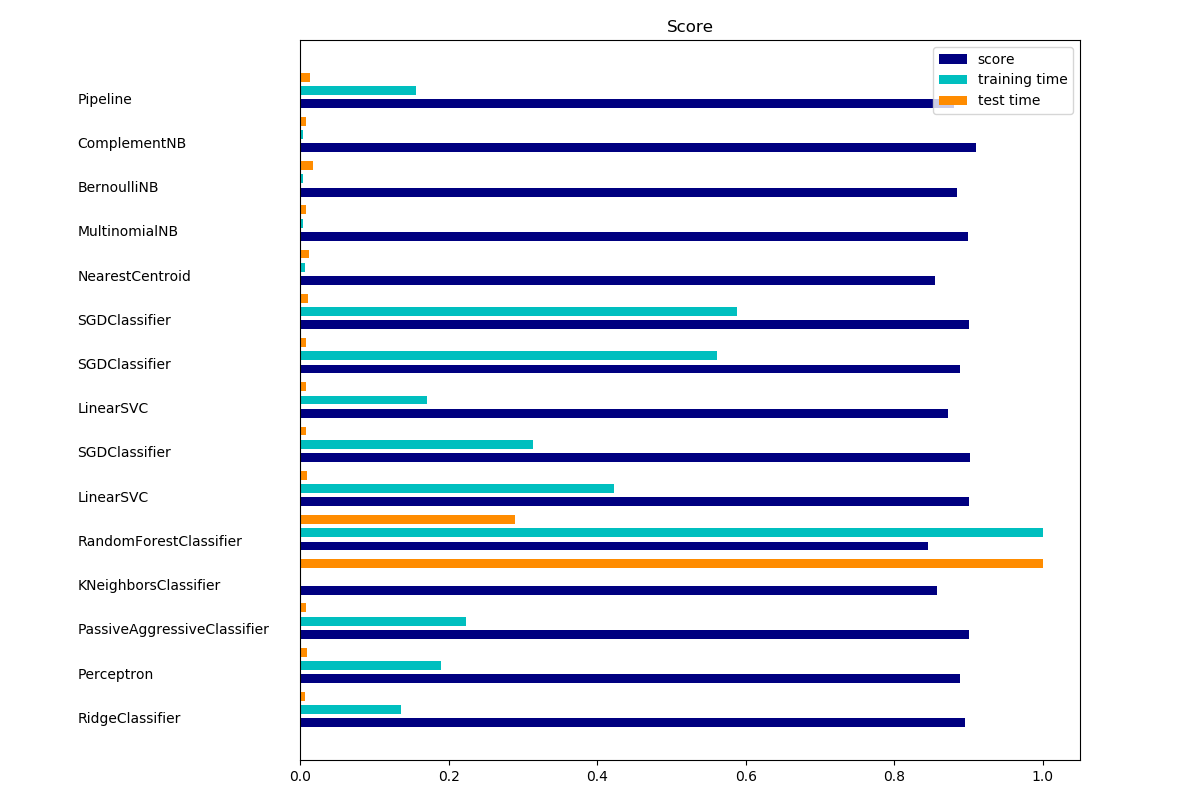 Score
score
training time
test time
Pipeline
ComplementNB
BernoulliNB
MultinomialNB
NearestCentroid
SGDClassifier
SGDClassifier
LinearSVC
SGDClassifier
LinearSVC
RandomForestClassifier
KNeighborsClassifier
PassiveAggressiveClassifier
Perceptron
RidgeClassifier
0.0 0.2 0.4 0.6 0.8 1.0